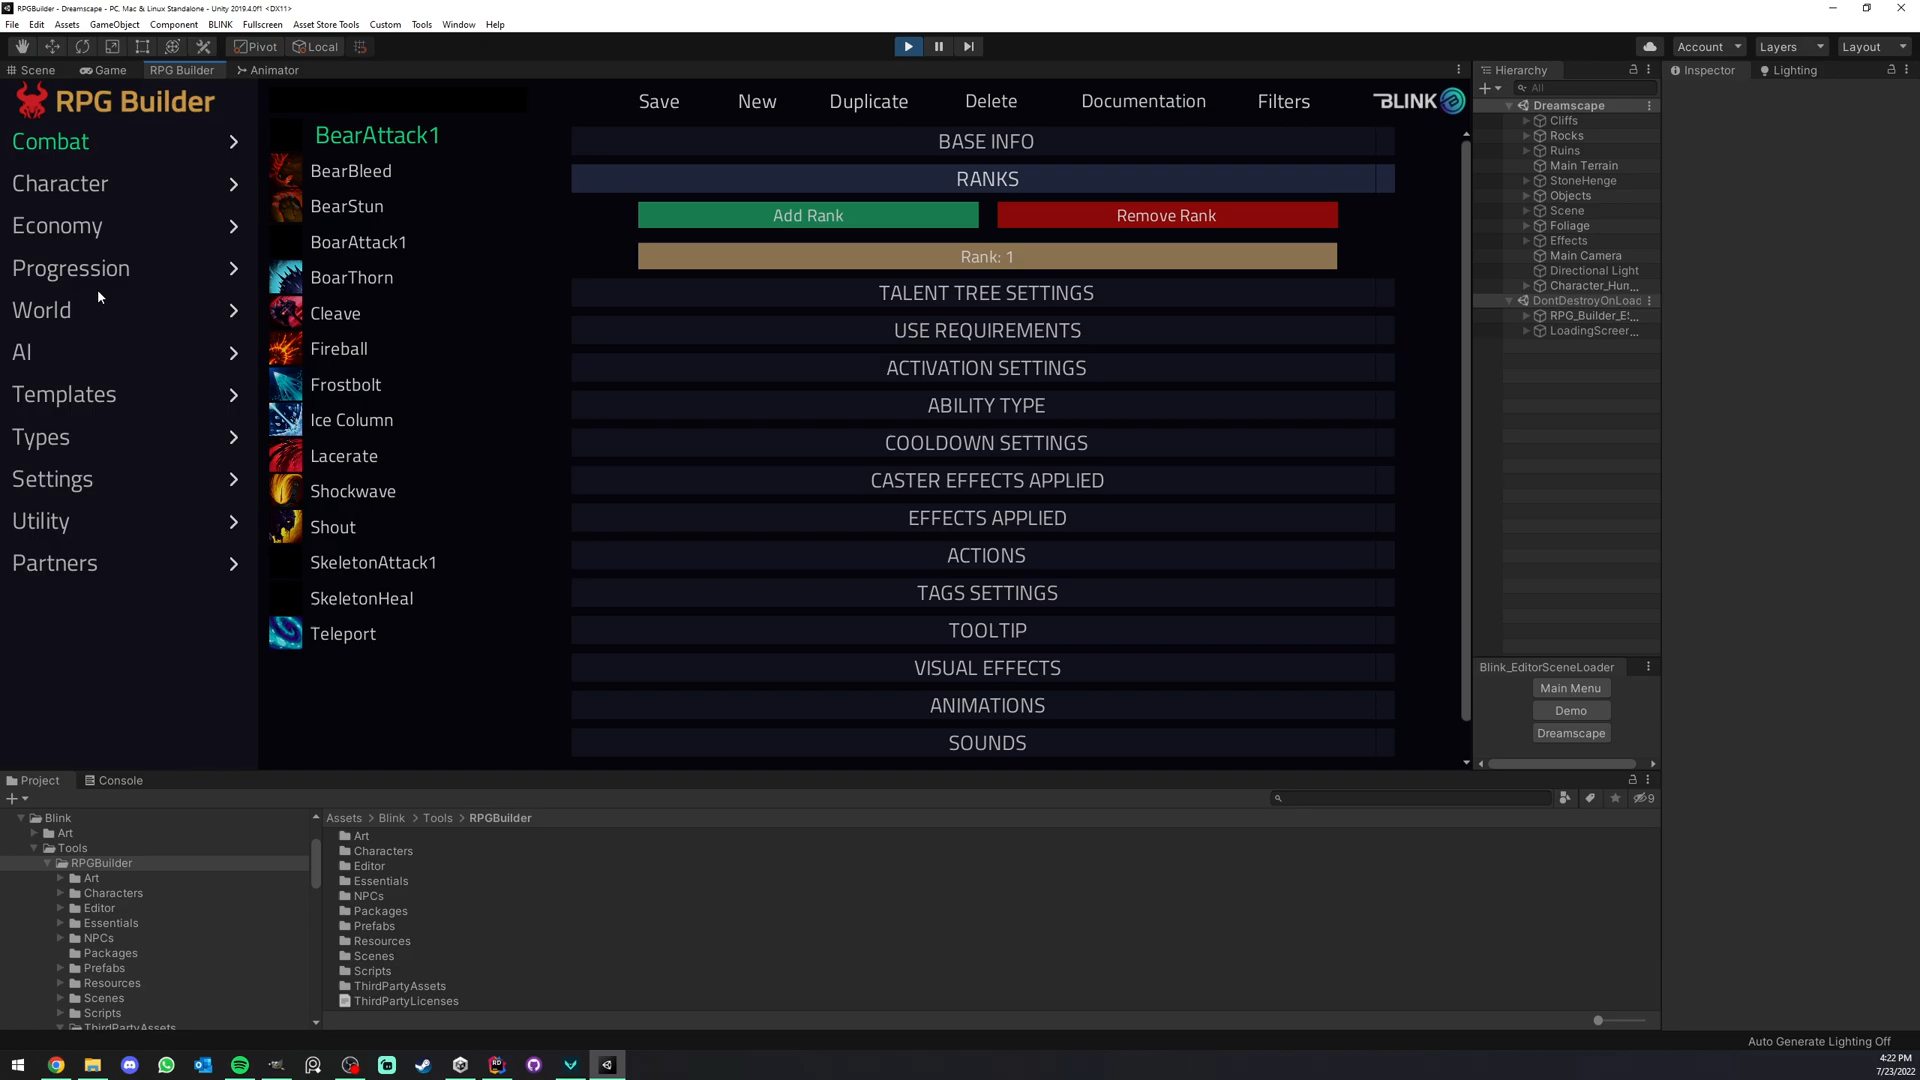 RPGBuilder - Dreamscape - PC, Mac & Linux Standalone - Unity 2019.4.0f1 <DX11>
File Edit Assets GameObject Component BLINK Fullscreen Asset Store Tools Custom Tools Window Help
Pivot Local Account Layers Layout
Scene Game RPG Builder Animator
RPG Builder
Combat
Character
Economy
Progression
World
AI
Templates
Types
Settings
Utility
Partners
BearAttack1
BearBleed
BearStun
BoarAttack1
BoarThorn
Cleave
Fireball
Frostbolt
Ice Column
Lacerate
Shockwave
Shout
SkeletonAttack1
SkeletonHeal
Teleport
Save New Duplicate Delete Documentation Filters BLINK
BASE INFO
RANKS
Add Rank Remove Rank
Rank: 1
TALENT TREE SETTINGS
USE REQUIREMENTS
ACTIVATION SETTINGS
ABILITY TYPE
COOLDOWN SETTINGS
CASTER EFFECTS APPLIED
EFFECTS APPLIED
ACTIONS
TAGS SETTINGS
TOOLTIP
VISUAL EFFECTS
ANIMATIONS
SOUNDS
Hierarchy
All
Dreamscape
Cliffs
Rocks
Ruins
Main Terrain
StoneHenge
Objects
Scene
Foliage
Effects
Main Camera
Directional Light
Character_Hun...
DontDestroyOnLoad
RPG_Builder_E...
LoadingScreer...
Blink_EditorSceneLoader
Main Menu
Demo
Dreamscape
Inspector Lighting
Project Console
9
Blink
Art
Tools
RPGBuilder
Art
Characters
Editor
Essentials
NPCs
Packages
Prefabs
Resources
Scenes
Scripts
ThirdPartyAssets
Assets > Blink > Tools > RPGBuilder
Art
Characters
Editor
Essentials
NPCs
Packages
Prefabs
Resources
Scenes
Scripts
ThirdPartyAssets
ThirdPartyLicenses
Auto Generate Lighting Off
4:22 PM
7/23/2022